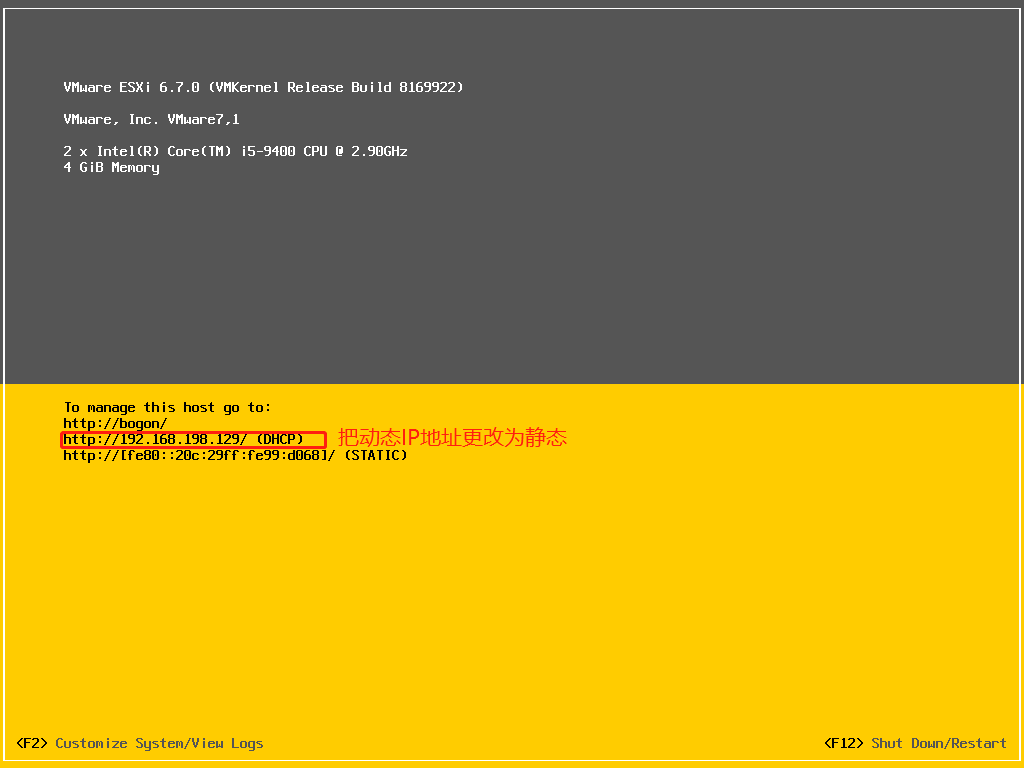 VMware ESXi 6.7.0 (VMKernel Release Build 8169922)
VMware, Inc. VMware7,1
2 x Intel(R) Core(TM) i5-9400 CPU @ 2.90GHz
4 GiB Memory
To manage this host go to:
http://bogon/
http://192.168.198.129/ (DHCP) 把动态IP地址更改为静态
http://[fe80::20c:29ff:fe99:d068]/ (STATIC)
<F2> Customize System/View Logs <F12> Shut Down/Restart